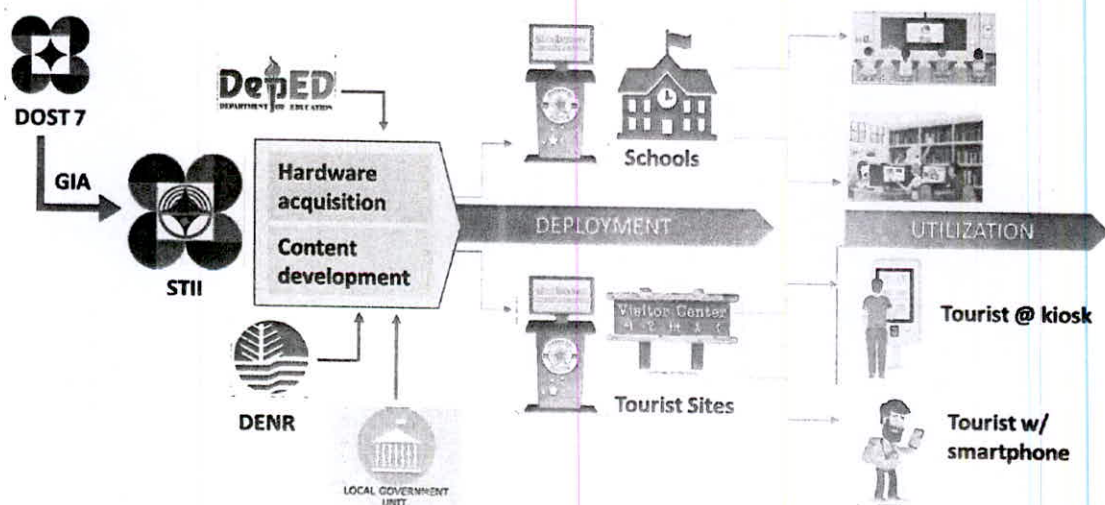 DOST 7
GIA
STII
DepED
DEPARTMENT OF EDUCATION
Hardware
acquisition
Content
development
DENR
LOCAL GOVERNMENT
UNIT
DEPLOYMENT
Schools
Visitor Center
Tourist Sites
UTILIZATION
Tourist @ kiosk
Tourist w/
smartphone